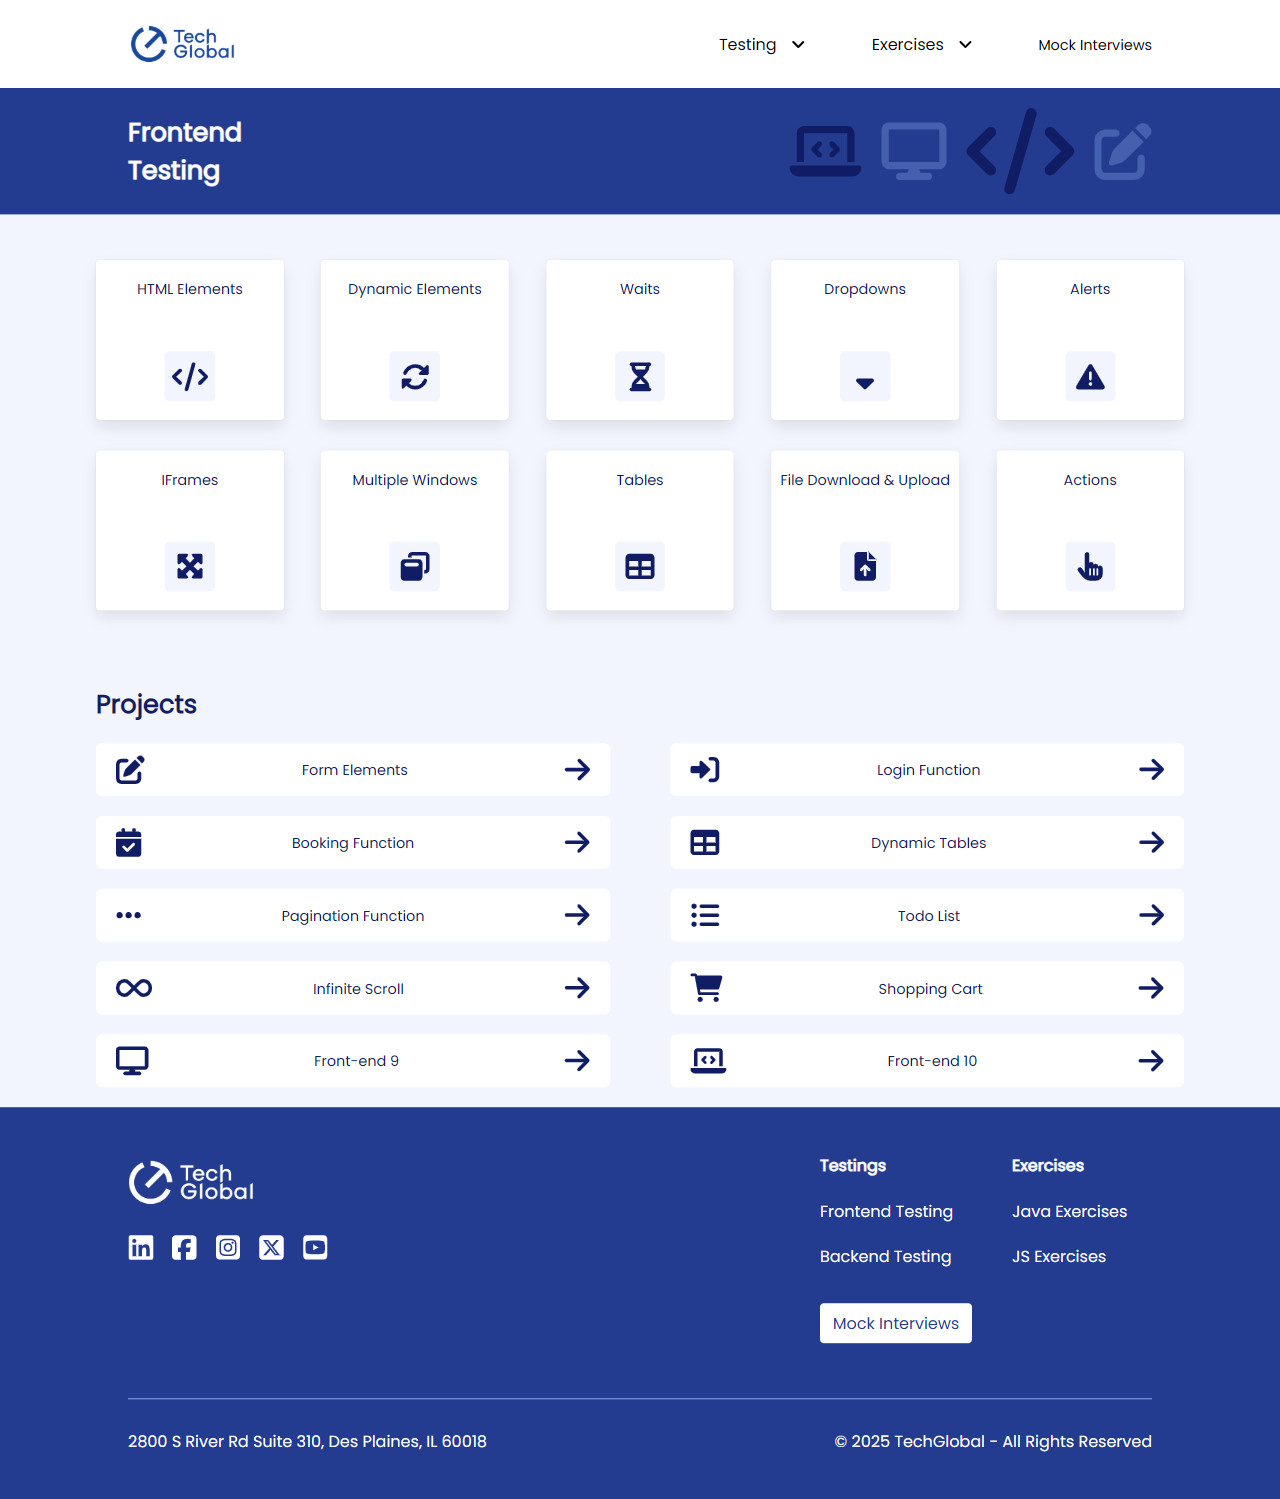 Tech
Global
Testing
Exercises
Mock Interviews
Frontend
Testing
HTML Elements
Dynamic Elements
Waits
Dropdowns
Alerts
IFrames
Multiple Windows
Tables
File Download & Upload
Actions
Projects
Form Elements
Login Function
Booking Function
Dynamic Tables
Pagination Function
Todo List
Infinite Scroll
Shopping Cart
Front-end 9
Front-end 10
Tech
Global
Testings
Exercises
Frontend Testing
Java Exercises
Backend Testing
JS Exercises
Mock Interviews
2800 S River Rd Suite 310, Des Plaines, IL 60018
© 2025 TechGlobal - All Rights Reserved